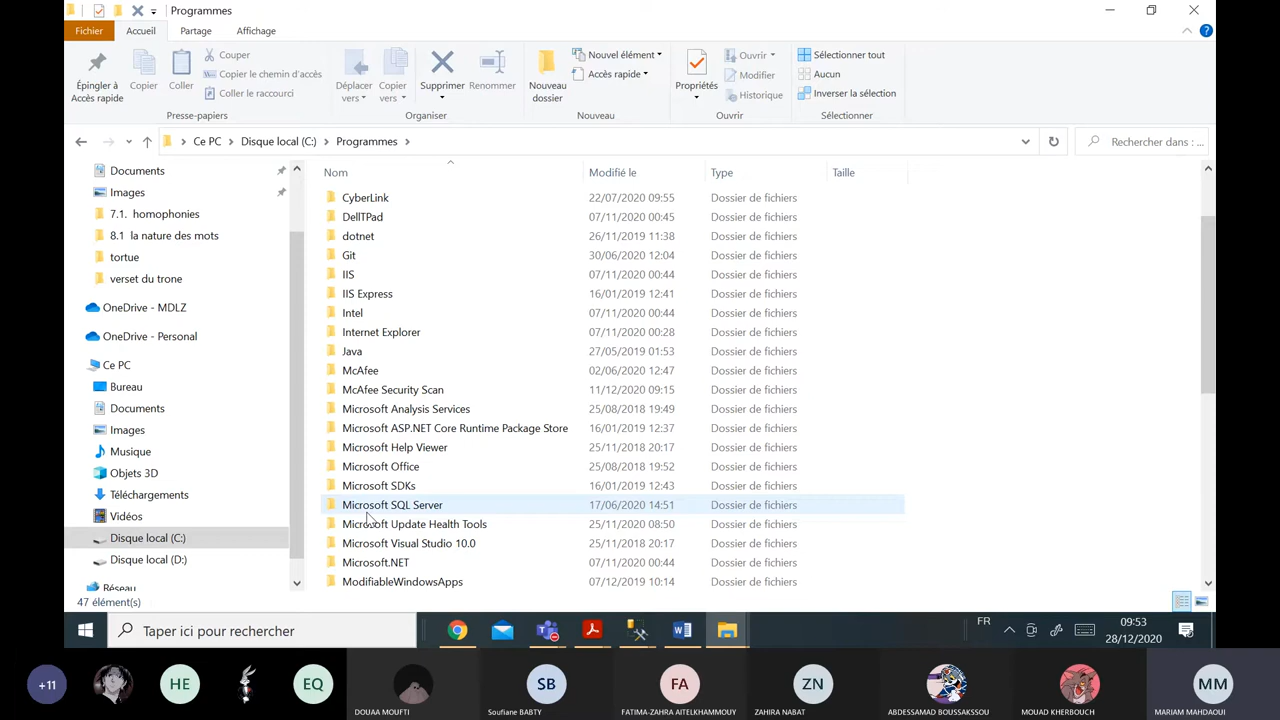 Programmes
Fichier Accueil Partage Affichage
Épingler à Accès rapide
Copier
Coller
Couper
Copier le chemin d'accès
Coller le raccourci
Presse-papiers
Déplacer vers
Copier vers
Supprimer
Renommer
Organiser
Nouveau dossier
Nouvel élément
Accès rapide
Nouveau
Propriétés
Ouvrir
Modifier
Historique
Ouvrir
Sélectionner tout
Aucun
Inverser la sélection
Sélectionner
Ce PC > Disque local (C:) > Programmes >
Rechercher dans : ...
Documents
Images
7.1. homophonies
8.1 la nature des mots
tortue
verset du trone
OneDrive - MDLZ
OneDrive - Personal
Ce PC
Bureau
Documents
Images
Musique
Objets 3D
Téléchargements
Vidéos
Disque local (C:)
Disque local (D:)
Réseau
Nom Modifié le Type Taille
CyberLink 22/07/2020 09:55 Dossier de fichiers
DellTPad 07/11/2020 00:45 Dossier de fichiers
dotnet 26/11/2019 11:38 Dossier de fichiers
Git 30/06/2020 12:04 Dossier de fichiers
IIS 07/11/2020 00:44 Dossier de fichiers
IIS Express 16/01/2019 12:41 Dossier de fichiers
Intel 07/11/2020 00:44 Dossier de fichiers
Internet Explorer 07/11/2020 00:28 Dossier de fichiers
Java 27/05/2019 01:53 Dossier de fichiers
McAfee 02/06/2020 12:47 Dossier de fichiers
McAfee Security Scan 11/12/2020 09:15 Dossier de fichiers
Microsoft Analysis Services 25/08/2018 19:49 Dossier de fichiers
Microsoft ASP.NET Core Runtime Package Store 16/01/2019 12:37 Dossier de fichiers
Microsoft Help Viewer 25/11/2018 20:17 Dossier de fichiers
Microsoft Office 25/08/2018 19:52 Dossier de fichiers
Microsoft SDKs 16/01/2019 12:43 Dossier de fichiers
Microsoft SQL Server 17/06/2020 14:51 Dossier de fichiers
Microsoft Update Health Tools 25/11/2020 08:50 Dossier de fichiers
Microsoft Visual Studio 10.0 25/11/2018 20:17 Dossier de fichiers
Microsoft.NET 07/11/2020 00:44 Dossier de fichiers
ModifiableWindowsApps 07/12/2019 10:14 Dossier de fichiers
47 élément(s)
Taper ici pour rechercher
FR
09:53
28/12/2020
+11
HE
EQ
DOUAA MOUFTI
SB
Soufiane BABTY
FA
FATIMA-ZAHRA AITELKHAMMOUY
ZN
ZAHIRA NABAT
ABDESSAMAD BOUSSAKSSOU
MOUAD KHERBOUCH
MM
MARIAM MAHDAOUI